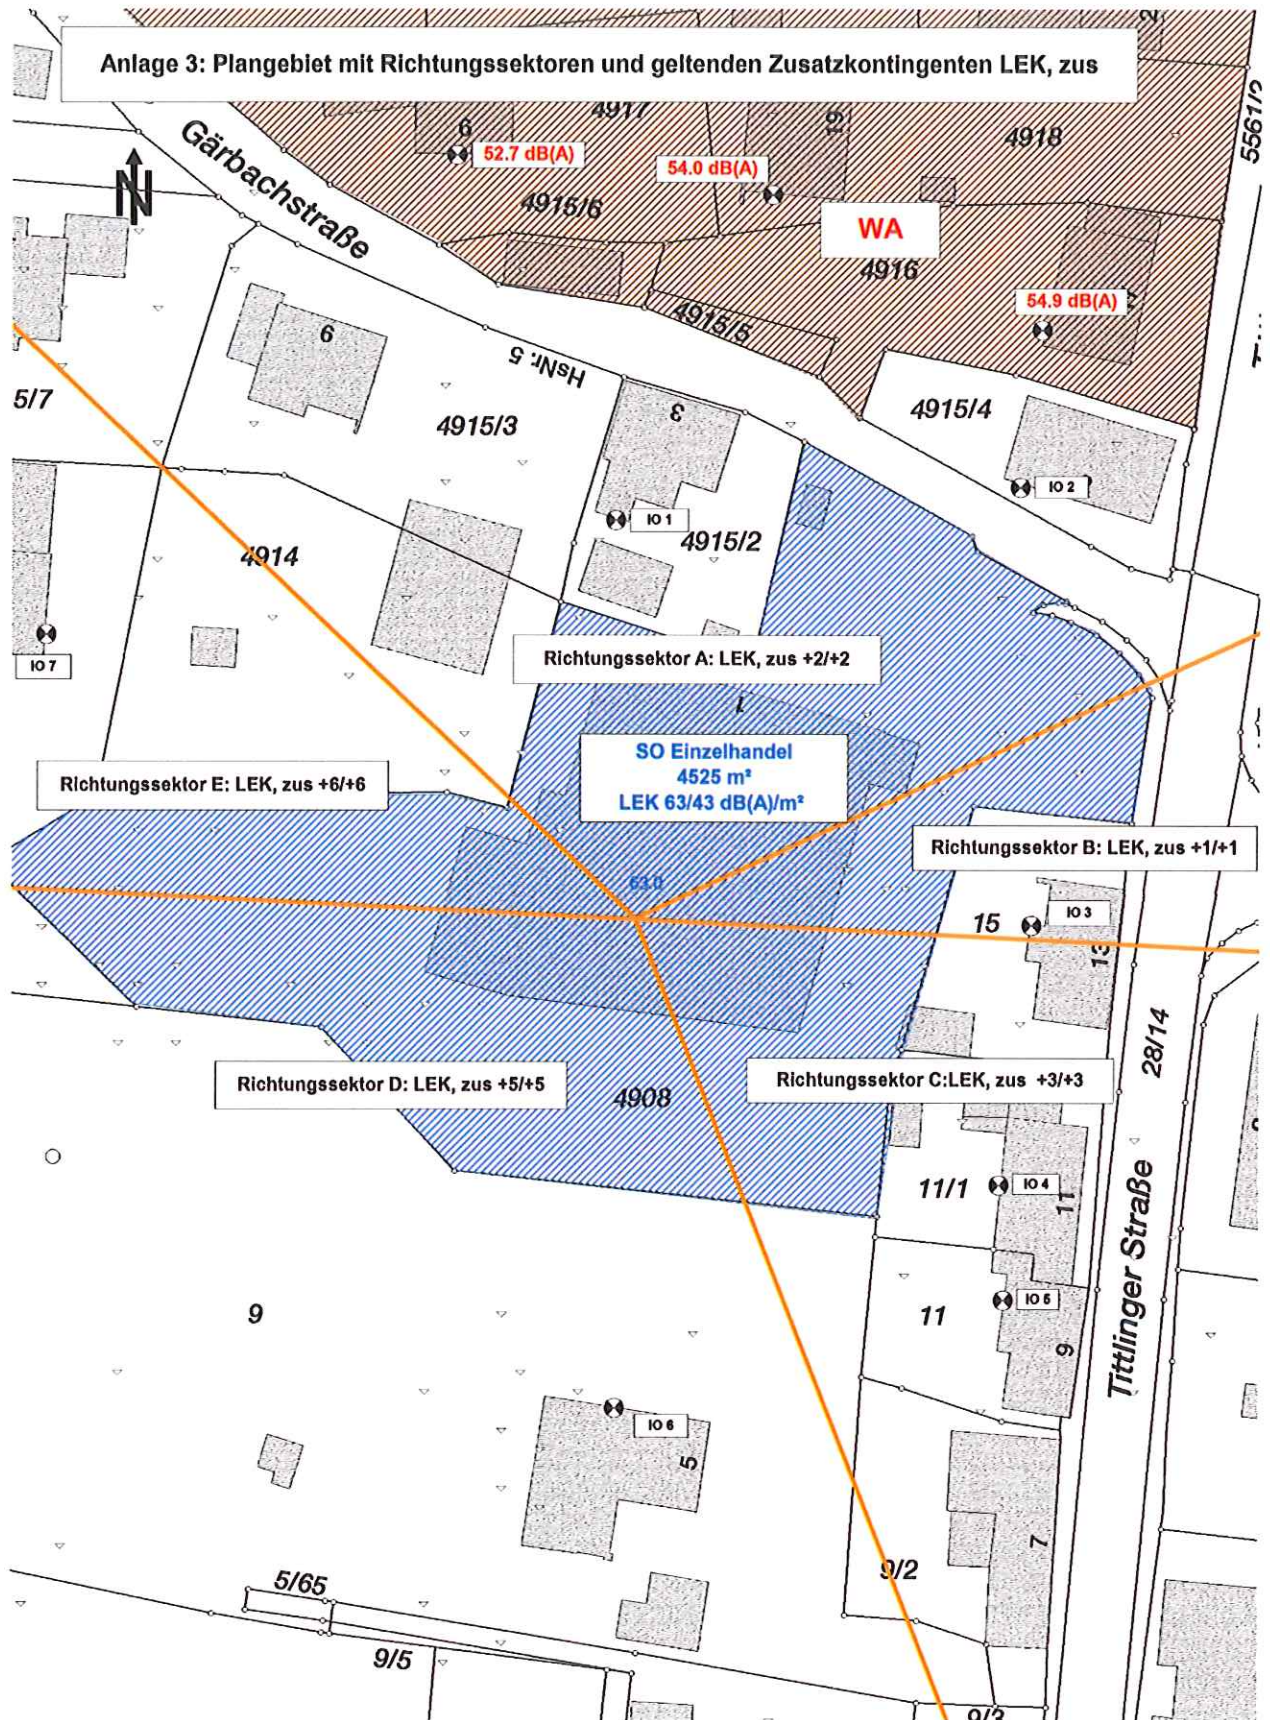 Anlage 3: Plangebiet mit Richtungssektoren und geltenden Zusatzkontingenten LEK, zus
4917
19
4918
5561/2
6
52.7 dB(A)
54.0 dB(A)
Gärbachstraße
N
4915/6
WA
4916
54.9 dB(A)
4915/5
6
HsNr. 5
5/7
4915/3
3
4915/4
IO 2
IO 1
4915/2
4914
IO 7
Richtungssektor A: LEK, zus +2/+2
1
SO Einzelhandel
4525 m²
LEK 63/43 dB(A)/m²
Richtungssektor E: LEK, zus +6/+6
Richtungssektor B: LEK, zus +1/+1
63.0
15
IO 3
13
28/14
Richtungssektor D: LEK, zus +5/+5
Richtungssektor C:LEK, zus +3/+3
4908
11/1
IO 4
11
Tittlinger Straße
9
11
IO 5
9
IO 6
5
7
9/2
5/65
9/5
9/3